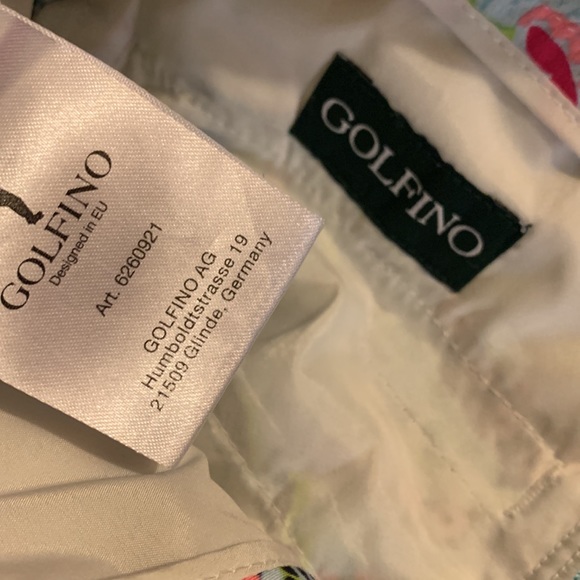 GOLFINO
Designed in EU
Art. 6260921
GOLFINO AG
Humboldtstrasse 19
21509 Glinde, Germany
GOLFINO